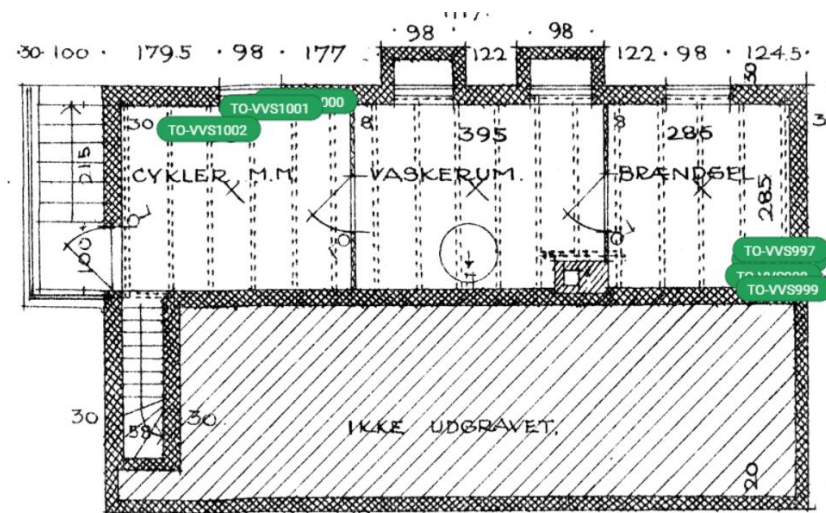 98 122 98
30 100 179.5 98 177 122 98 124.5
30
TO-VVS1001
TO-VVS1002
30 8 395 8 285
215
CYKLER M.M. VASKERUM. BRÆNDSEL
285
100
TO-VVS997
TO-VVS999
30 30
IKKE UDGRAVET.
58
20